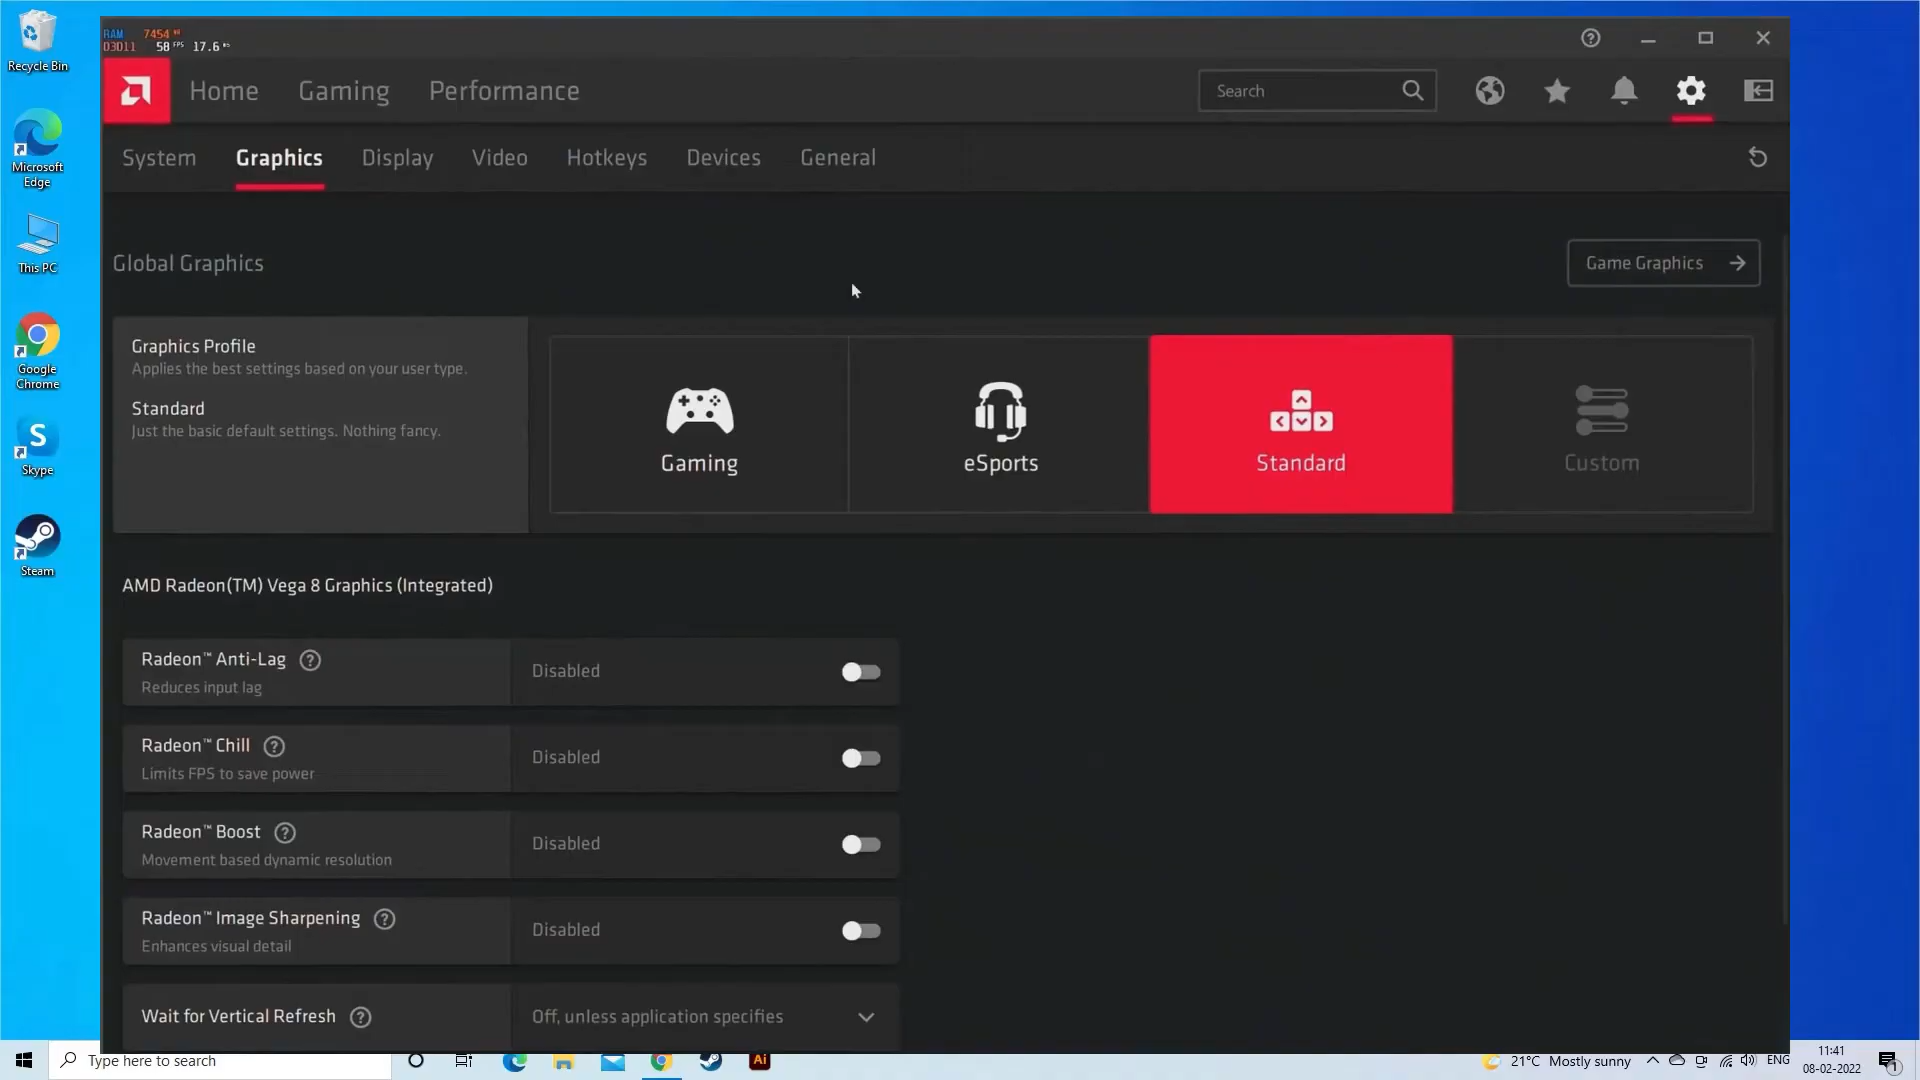 Recycle Bin
Microsoft
Edge
This PC
Google
Chrome
S
Skype
Steam
RAM 7454
03011 58 FPS 17.6
Home Gaming Performance
Search
System Graphics Display Video Hotkeys Devices General
Global Graphics
Game Graphics
Graphics Profile
Applies the best settings based on your user type.
Standard
Just the basic default settings. Nothing fancy.
Gaming
eSports
Standard
Custom
AMD Radeon(TM) Vega 8 Graphics (Integrated)
Radeon™ Anti-Lag ?
Reduces input lag
Disabled
Radeon™ Chill ?
Limits FPS to save power
Disabled
Radeon™ Boost ?
Movement based dynamic resolution
Disabled
Radeon™ Image Sharpening ?
Enhances visual detail
Disabled
Wait for Vertical Refresh ?
Off, unless application specifies
Type here to search
Ai
21°C Mostly sunny
ENG
11:41
08-02-2022
1